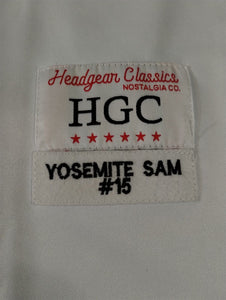 Headgear Classics
NOSTALGIA CO.
HGC
YOSEMITE SAM
#15